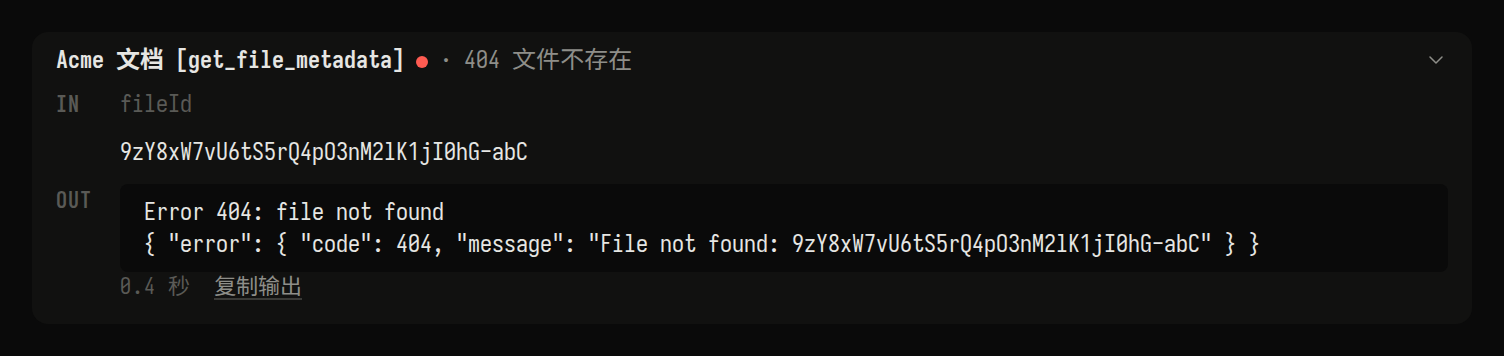 Acme 文档 [get_file_metadata] · 404 文件不存在
IN fileId
9zY8xW7vU6tS5rQ4pO3nM2lK1jI0hG-abC
OUT
Error 404: file not found
{ "error": { "code": 404, "message": "File not found: 9zY8xW7vU6tS5rQ4pO3nM2lK1jI0hG-abC" } }
0.4 秒 复制输出